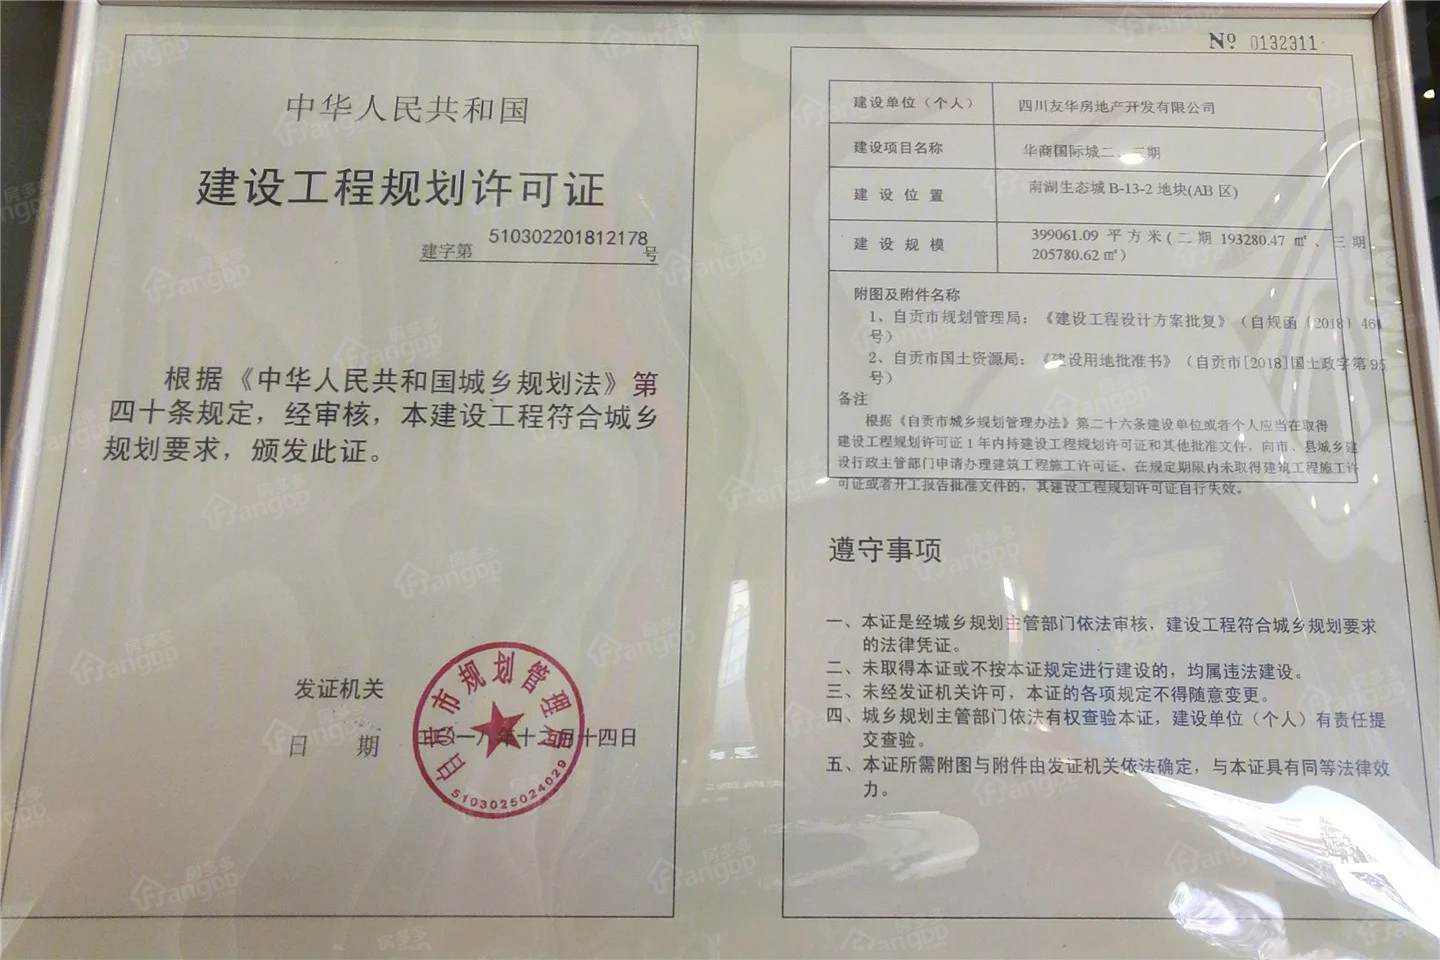 中华人民共和国
建设工程规划许可证
建字第 510302201812178 号
根据《中华人民共和国城乡规划法》第
四十条规定，经审核，本建设工程符合城乡
规划要求，颁发此证。
发证机关
日 期
二〇一八年十二月十四日
自贡市规划管理局
5103025024029
Nº 0132311
建设单位（个人） 四川友华房地产开发有限公司
建设项目名称 华商国际城二、三期
建设位置 南湖生态城B-13-2地块(AB区)
建设规模 399061.09 平方米(二期 193280.47 ㎡、三期
205780.62 ㎡)
附图及附件名称
1、自贡市规划管理局：《建设工程设计方案批复》（自规函〔2018〕461
号）
2、自贡市国土资源局：《建设用地批准书》（自贡市[2018]国土政字第95
号）
备注
根据《自贡市城乡规划管理办法》第二十六条建设单位或者个人应当在取得
建设工程规划许可证1年内持建设工程规划许可证和其他批准文件，向市、县城乡建
设行政主管部门申请办理建筑工程施工许可证。在规定期限内未取得建筑工程施工许
可证或者开工报告批准文件的，其建设工程规划许可证自行失效。
遵守事项
一、本证是经城乡规划主管部门依法审核，建设工程符合城乡规划要求
的法律凭证。
二、未取得本证或不按本证规定进行建设的，均属违法建设。
三、未经发证机关许可，本证的各项规定不得随意变更。
四、城乡规划主管部门依法有权查验本证，建设单位（个人）有责任提
交查验。
五、本证所需附图与附件由发证机关依法确定，与本证具有同等法律效
力。
房多多
Fangdd